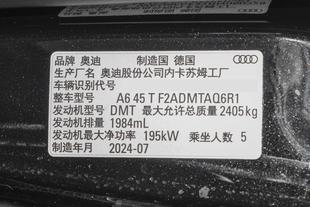 品牌 奥迪 制造国 德国
生产厂名 奥迪股份公司内卡苏姆工厂
车辆识别代号
整车型号 A6 45 T F2ADMTAQ6R1
发动机型号 DMT 最大允许总质量 2405kg
发动机排量 1984mL
发动机最大净功率 195kW 乘坐人数 5
制造年月 2024-07